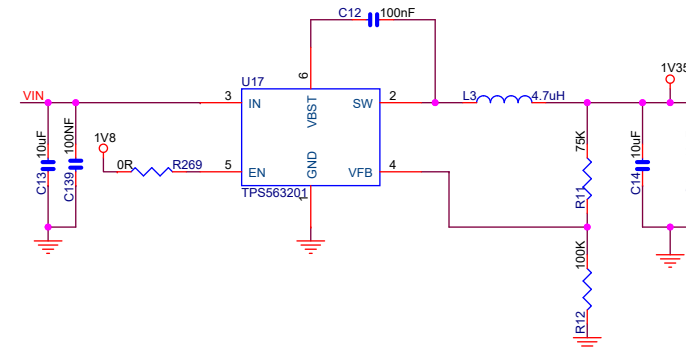 C12
100nF
U17
1V35
VIN
3
IN
6
VBST
SW
2
L3
4.7uH
C13
10uF
C139
100NF
1V8
0R
R269
5
EN
GND
VFB
4
TPS563201
1
R11
75K
C14
10uF
R12
100K